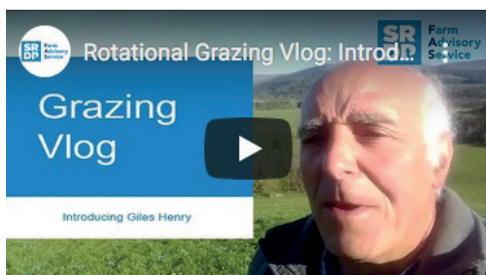 SR
DP
Farm
Advisory
Service
Rotational Grazing Vlog: Introd...
SR
DP
Farm
Advisory
Service
Grazing
Vlog
Introducing Giles Henry